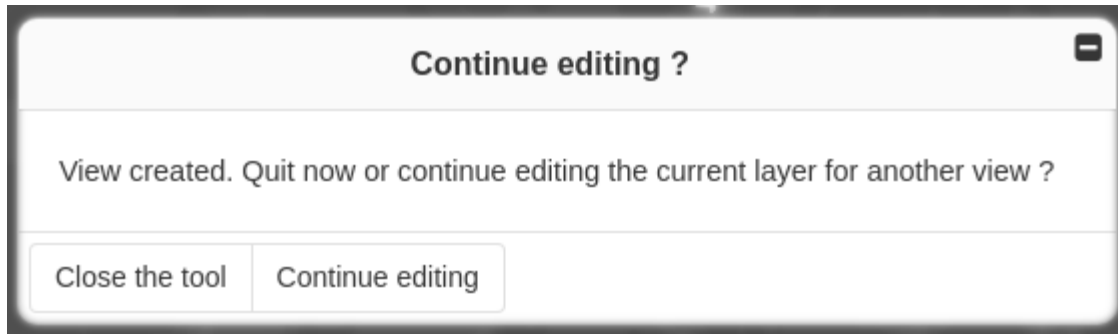 Continue editing ?
View created. Quit now or continue editing the current layer for another view ?
Close the tool
Continue editing